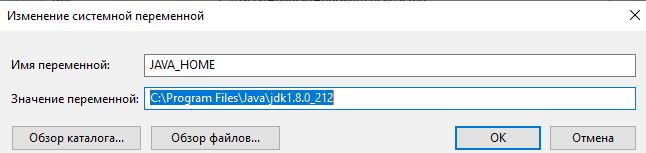 Изменение системной переменной
Имя переменной: JAVA_HOME
Значение переменной: C:\Program Files\Java\jdk1.8.0_212
Обзор каталога... Обзор файлов... OK Отмена